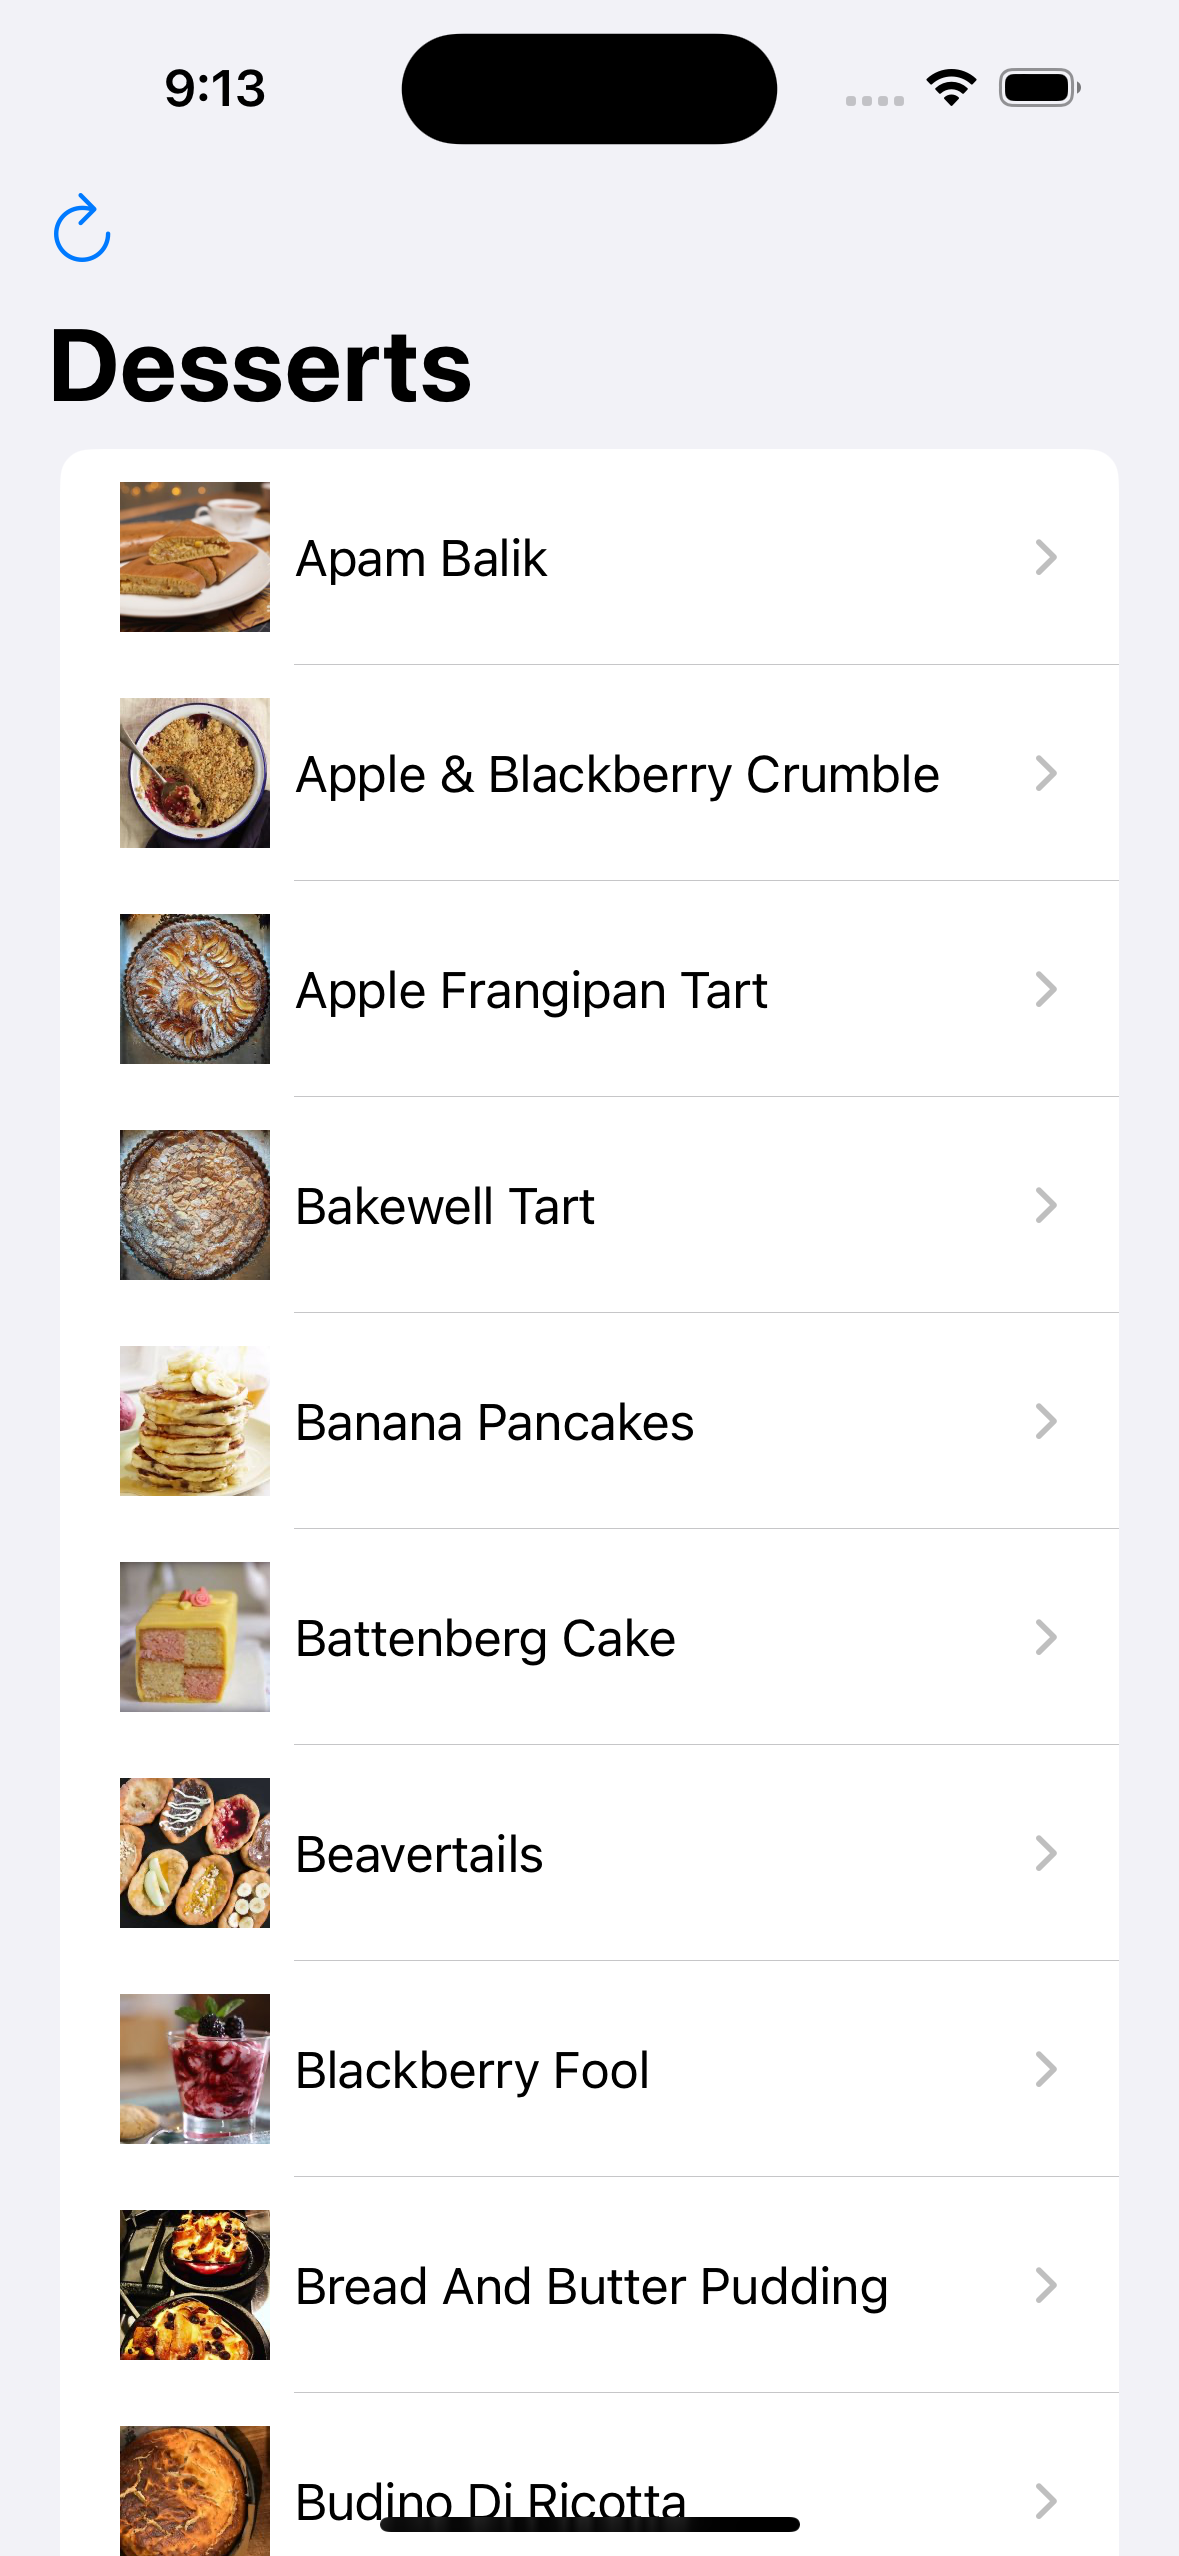 9:13
Desserts
Apam Balik
Apple & Blackberry Crumble
Apple Frangipan Tart
Bakewell Tart
Banana Pancakes
Battenberg Cake
Beavertails
Blackberry Fool
Bread And Butter Pudding
Budino Di Ricotta